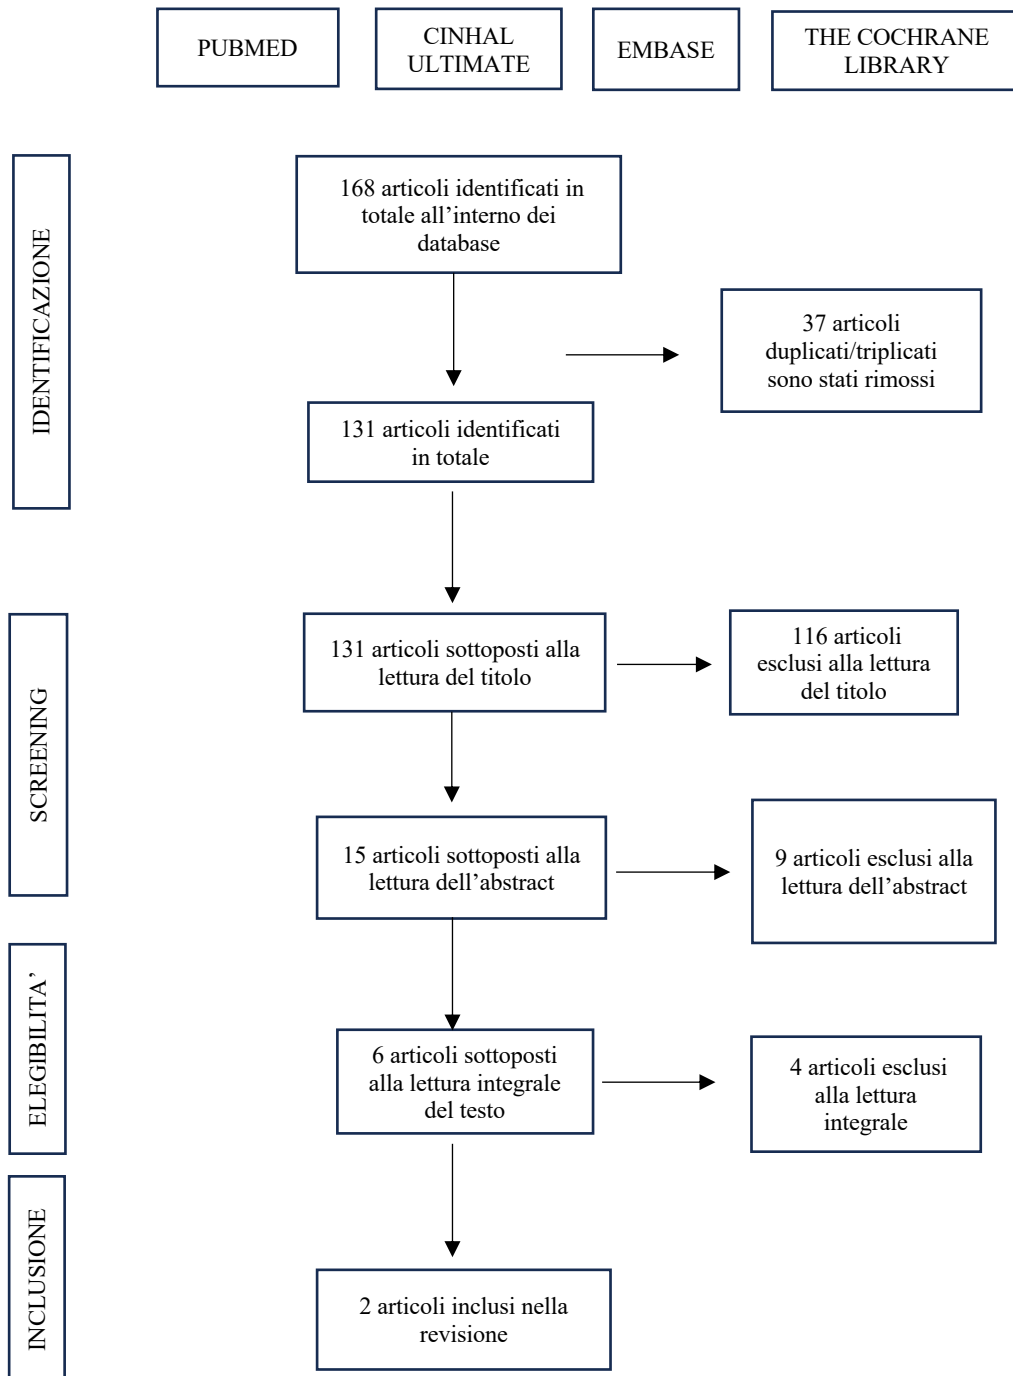 PUBMED
CINHAL
ULTIMATE
EMBASE
THE COCHRANE
LIBRARY
IDENTIFICAZIONE
168 articoli identificati in
totale all’interno dei
database
37 articoli
duplicati/triplicati
sono stati rimossi
131 articoli identificati
in totale
SCREENING
131 articoli sottoposti alla
lettura del titolo
116 articoli
esclusi alla lettura
del titolo
15 articoli sottoposti alla
lettura dell’abstract
9 articoli esclusi alla
lettura dell’abstract
ELEGIBILITA’
6 articoli sottoposti
alla lettura integrale
del testo
4 articoli esclusi
alla lettura
integrale
INCLUSIONE
2 articoli inclusi nella
revisione